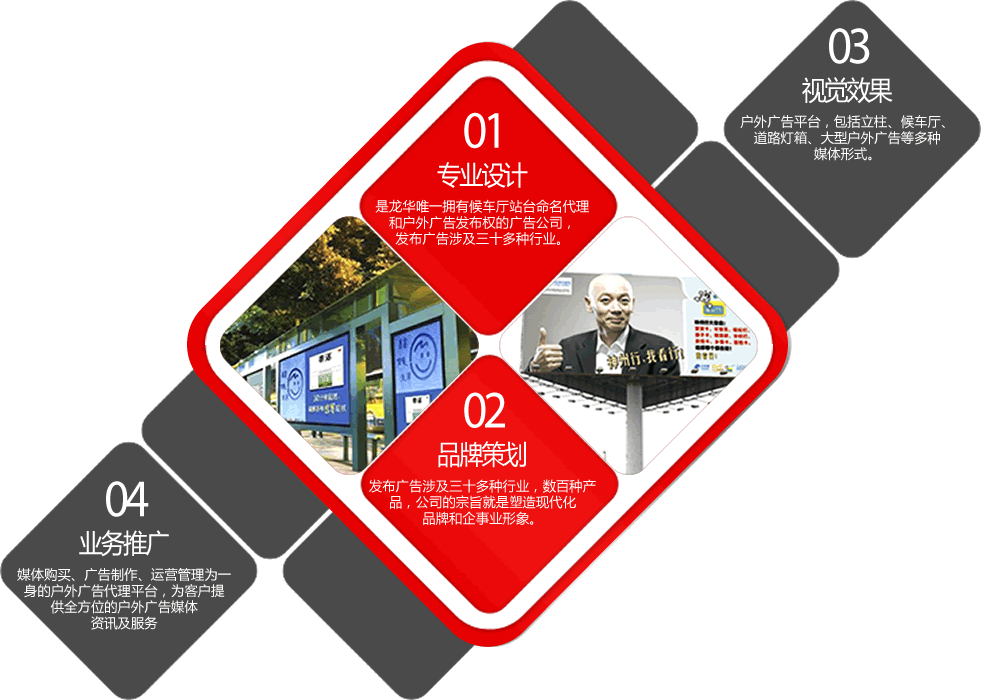 01
专业设计
是龙华唯一拥有候车厅站台命名代理
和户外广告发布权的广告公司，
发布广告涉及三十多种行业。
02
品牌策划
发布广告涉及三十多种行业，数百种产
品，公司的宗旨就是塑造现代化
品牌和企事业形象。
03
视觉效果
户外广告平台，包括立柱、候车厅、
道路灯箱、大型户外广告等多种
媒体形式。
04
业务推广
媒体购买、广告制作、运营管理为一
身的户外广告代理平台，为客户提
供全方位的户外广告媒体
资讯及服务
神州行,我看行